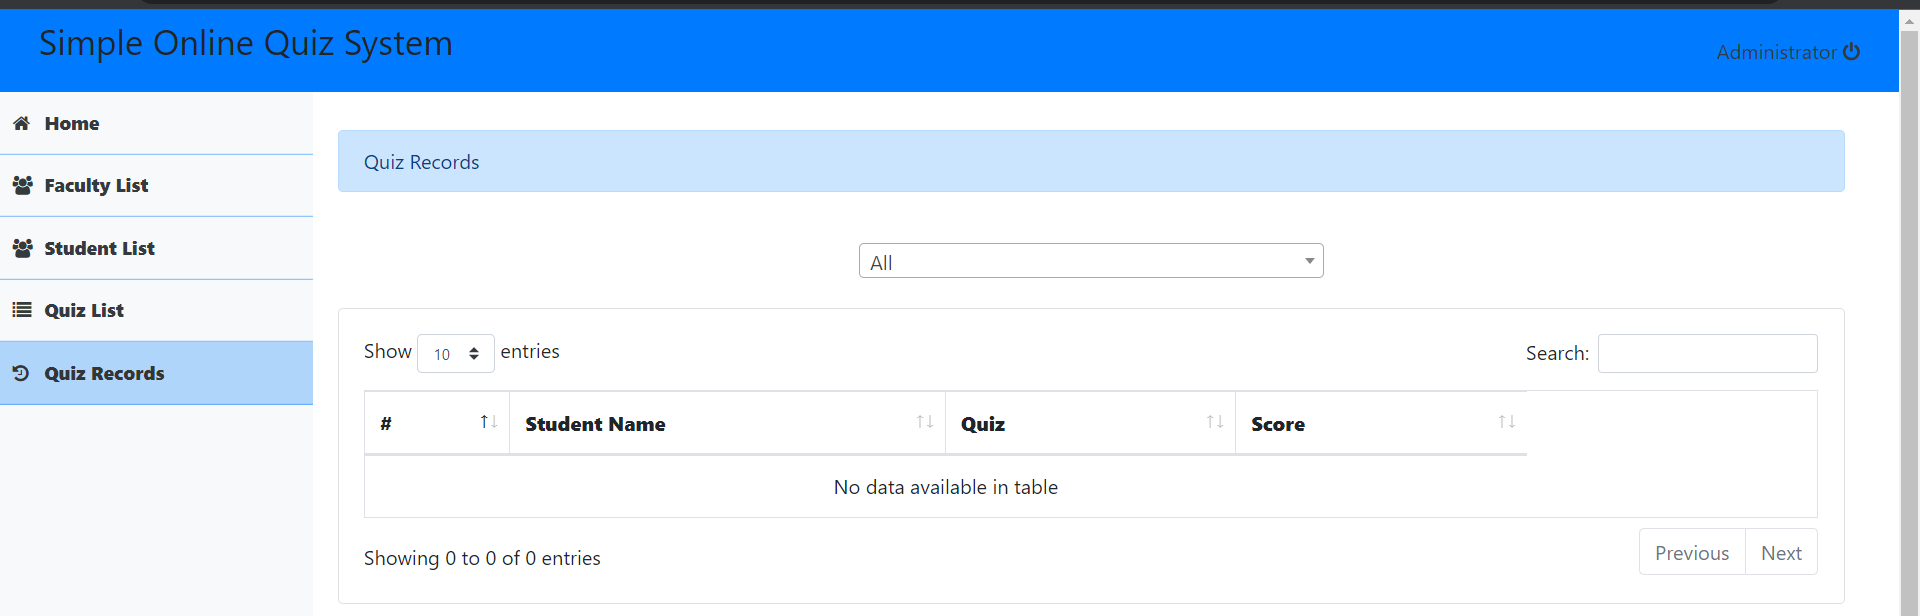 Simple Online Quiz System
Administrator
Home
Faculty List
Student List
Quiz List
Quiz Records
Quiz Records
All
Show 10 entries
Search:
# Student Name Quiz Score
No data available in table
Showing 0 to 0 of 0 entries
Previous Next